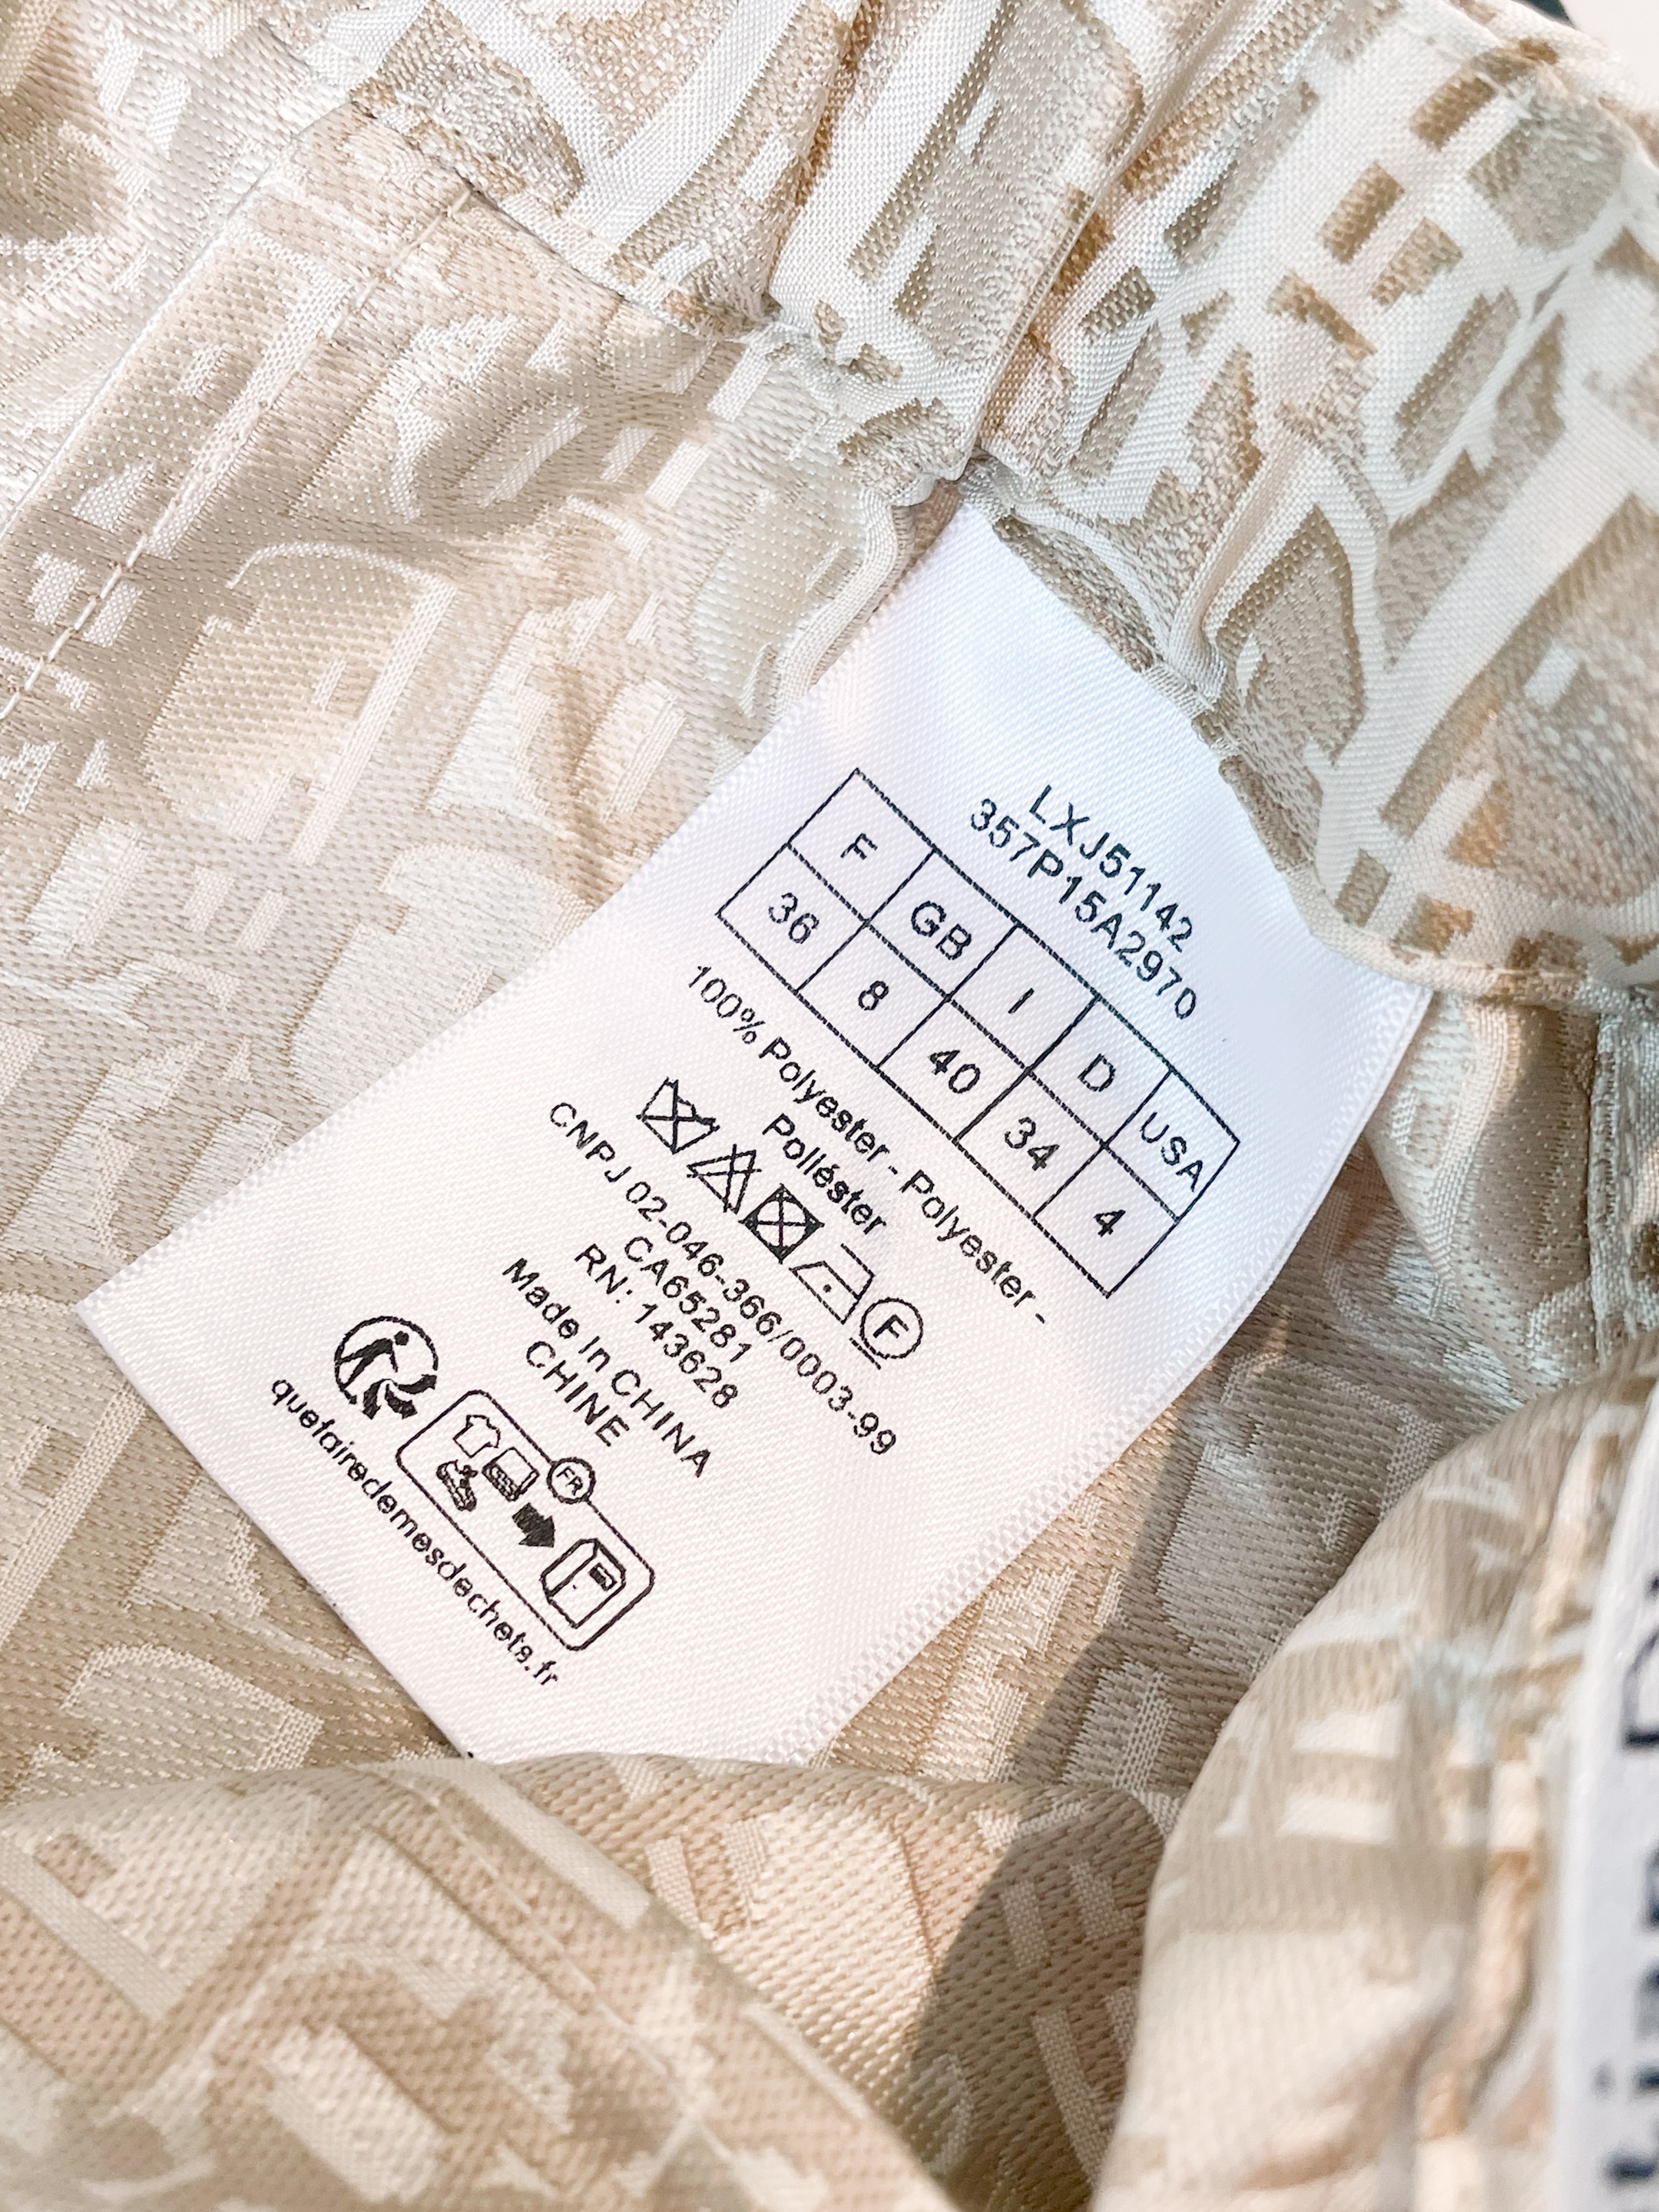 LXJ51142
357P15A2970
F GB I D USA
36 8 40 34 4
100% Polyester - Polyester -
Poliéster
F
CNPJ 02-046-366/0003-99
CA65281
RN: 143628
Made In CHINA
CHINE
FR
quefairedemesdechets.fr